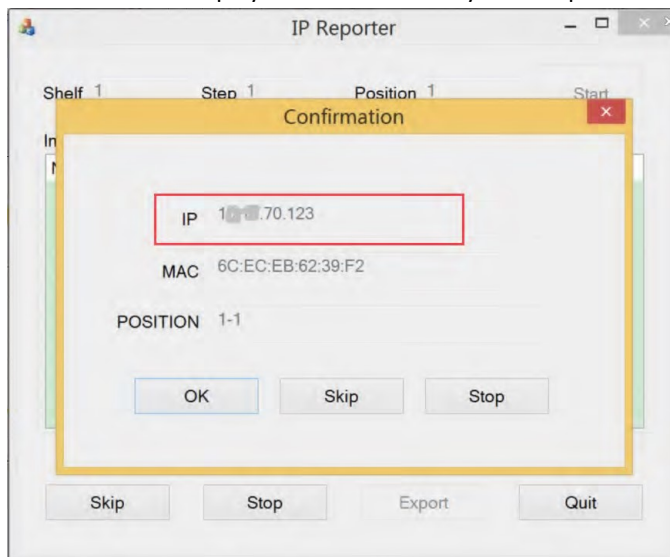 IP Reporter
Shelf 1 Step 1 Position 1 Start
Confirmation
In
IP .70.123
MAC 6C:EC:EB:62:39:F2
POSITION 1-1
OK Skip Stop
Skip Stop Export Quit